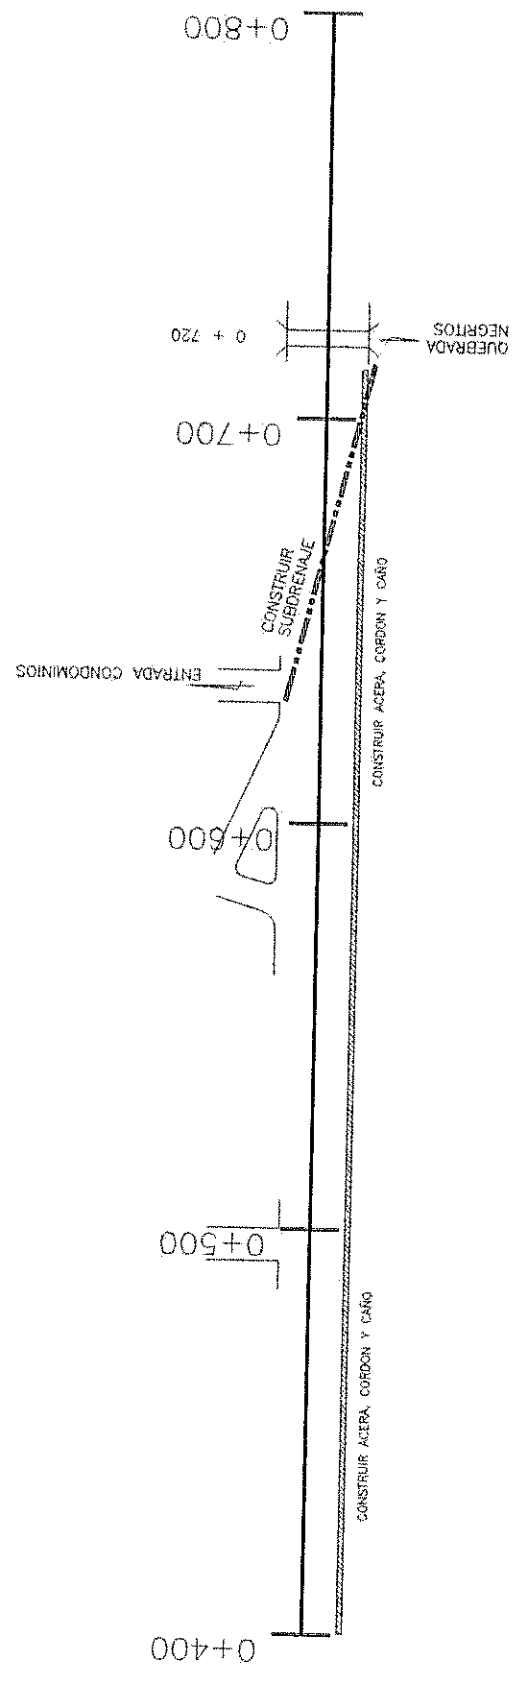 0+800
0 + 720
QUEBRADA
NEGRITOS
0+700
CONSTRUIR
SUBDRENAJE
ENTRADA CONDOMINIOS
CONSTRUIR ACERA, CORDON Y CAÑO
0+600
0+500
CONSTRUIR ACERA, CORDON Y CAÑO
0+400